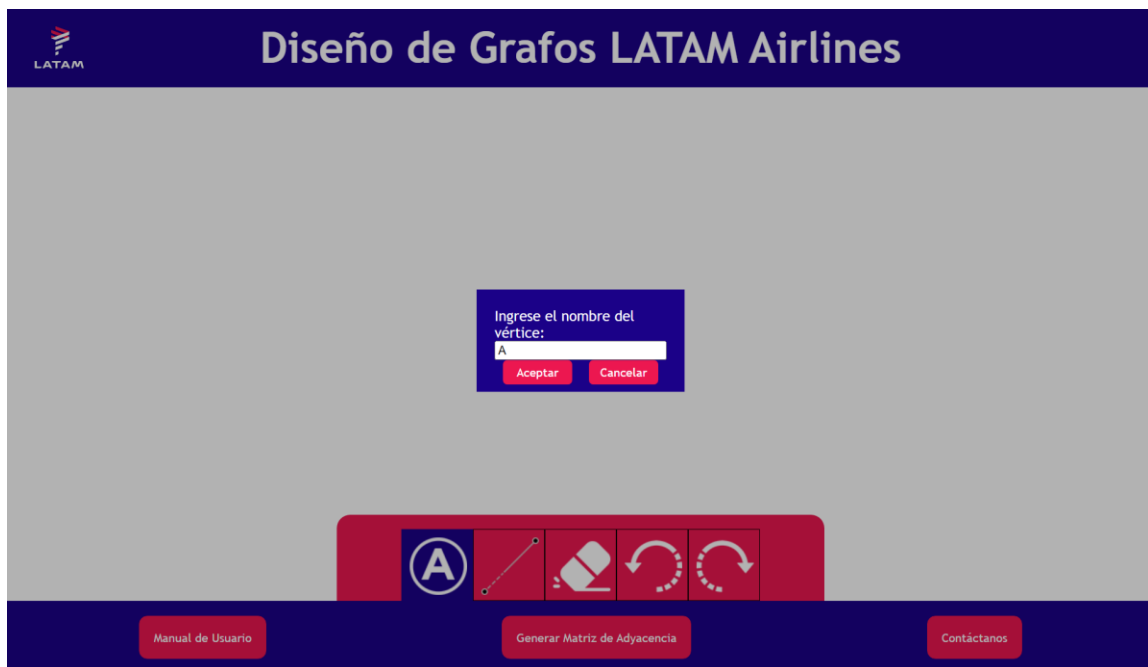 LATAM
Diseño de Grafos LATAM Airlines
Ingrese el nombre del
vértice:
A
Aceptar Cancelar
A
Manual de Usuario Generar Matriz de Adyacencia Contáctanos